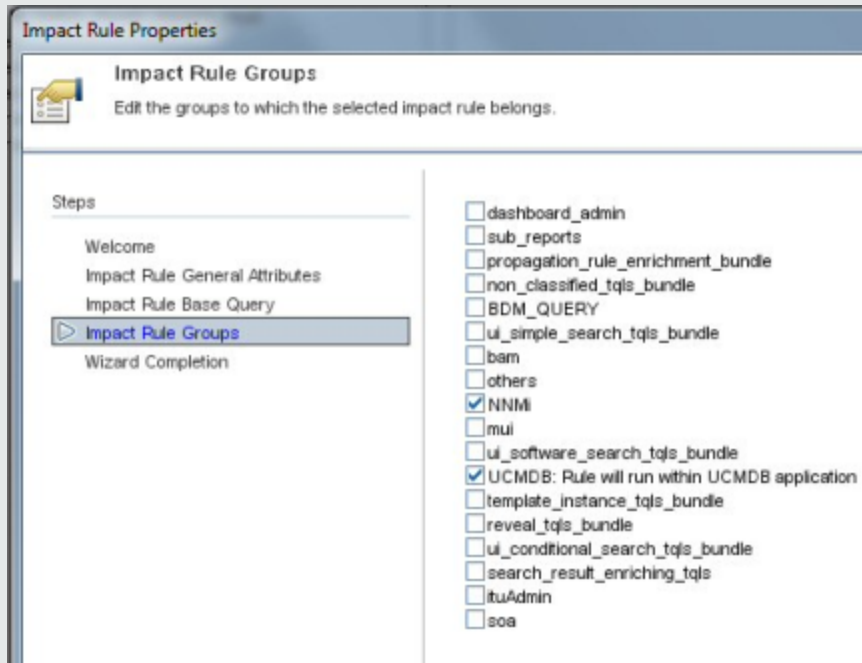 Impact Rule Properties
Impact Rule Groups
Edit the groups to which the selected impact rule belongs.
Steps
Welcome
Impact Rule General Attributes
Impact Rule Base Query
Impact Rule Groups
Wizard Completion
dashboard_admin
sub_reports
propagation_rule_enrichment_bundle
non_classified_tqls_bundle
BDM_QUERY
ui_simple_search_tqls_bundle
bam
others
NNMi
mui
ui_software_search_tqls_bundle
UCMDB: Rule will run within UCMDB application
template_instance_tqls_bundle
reveal_tqls_bundle
ui_conditional_search_tqls_bundle
search_result_enriching_tqls
ituAdmin
soa